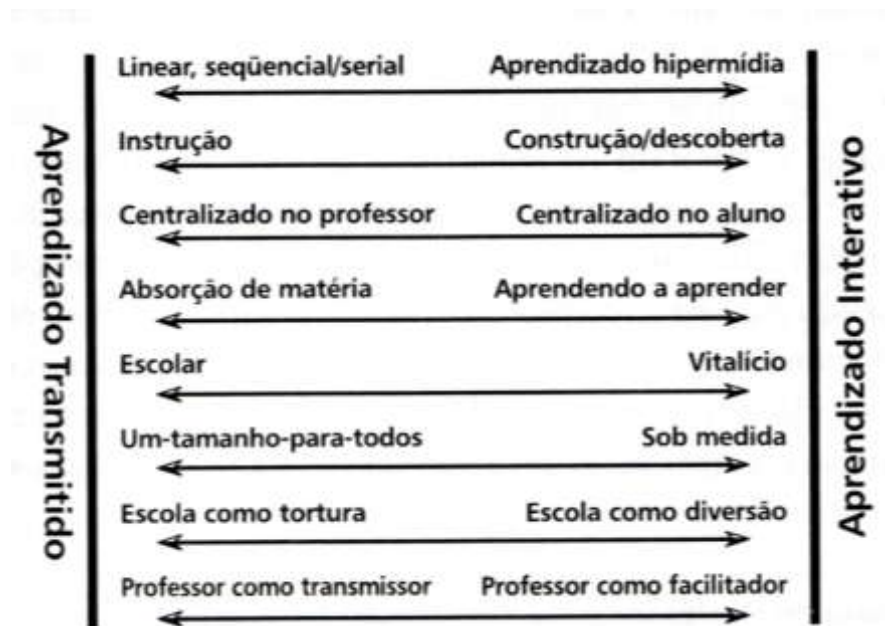 Aprendizado Transmitido
Linear, seqüencial/serial Aprendizado hipermídia
Instrução Construção/descoberta
Centralizado no professor Centralizado no aluno
Absorção de matéria Aprendendo a aprender
Escolar Vitalício
Um-tamanho-para-todos Sob medida
Escola como tortura Escola como diversão
Professor como transmissor Professor como facilitador
Aprendizado Interativo